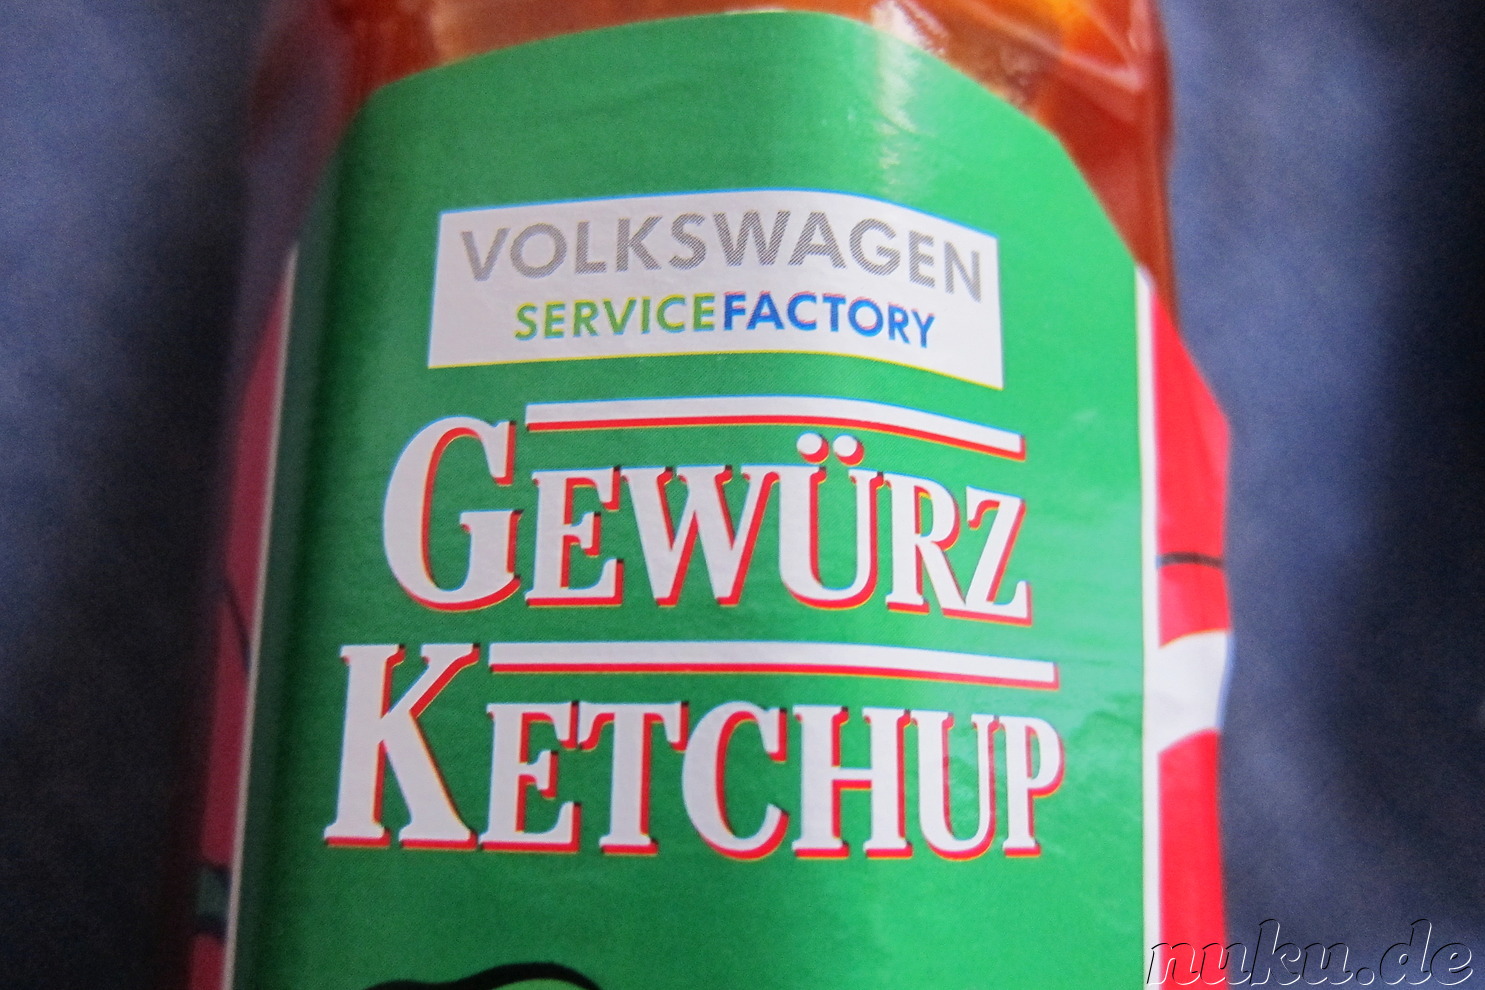 VOLKSWAGEN
SERVICEFACTORY
GEWÜRZ
KETCHUP
nuku.de